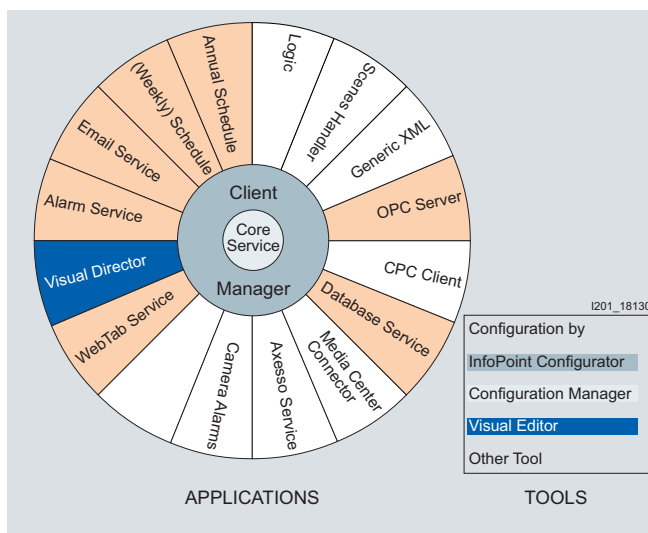 Annual Schedule
(Weekly) Schedule
Email Service
Alarm Service
Visual Director
WebTab Service
Logic
Scenes Handler
Generic XML
OPC Server
CPC Client
Database Service
Media Center
Connector
Axesso Service
Camera Alarms
Client
Core
Service
Manager
I201_18130
Configuration by
InfoPoint Configurator
Configuration Manager
Visual Editor
Other Tool
APPLICATIONS
TOOLS